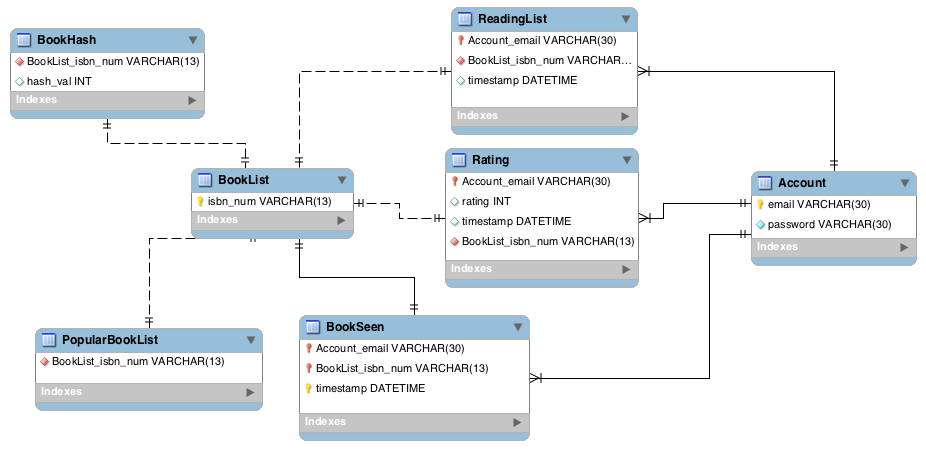 BookHash
BookList_isbn_num VARCHAR(13)
hash_val INT
Indexes
ReadingList
Account_email VARCHAR(30)
BookList_isbn_num VARCHAR...
timestamp DATETIME
Indexes
BookList
isbn_num VARCHAR(13)
Indexes
Rating
Account_email VARCHAR(30)
rating INT
timestamp DATETIME
BookList_isbn_num VARCHAR(13)
Indexes
Account
email VARCHAR(30)
password VARCHAR(30)
Indexes
PopularBookList
BookList_isbn_num VARCHAR(13)
Indexes
BookSeen
Account_email VARCHAR(30)
BookList_isbn_num VARCHAR(13)
timestamp DATETIME
Indexes